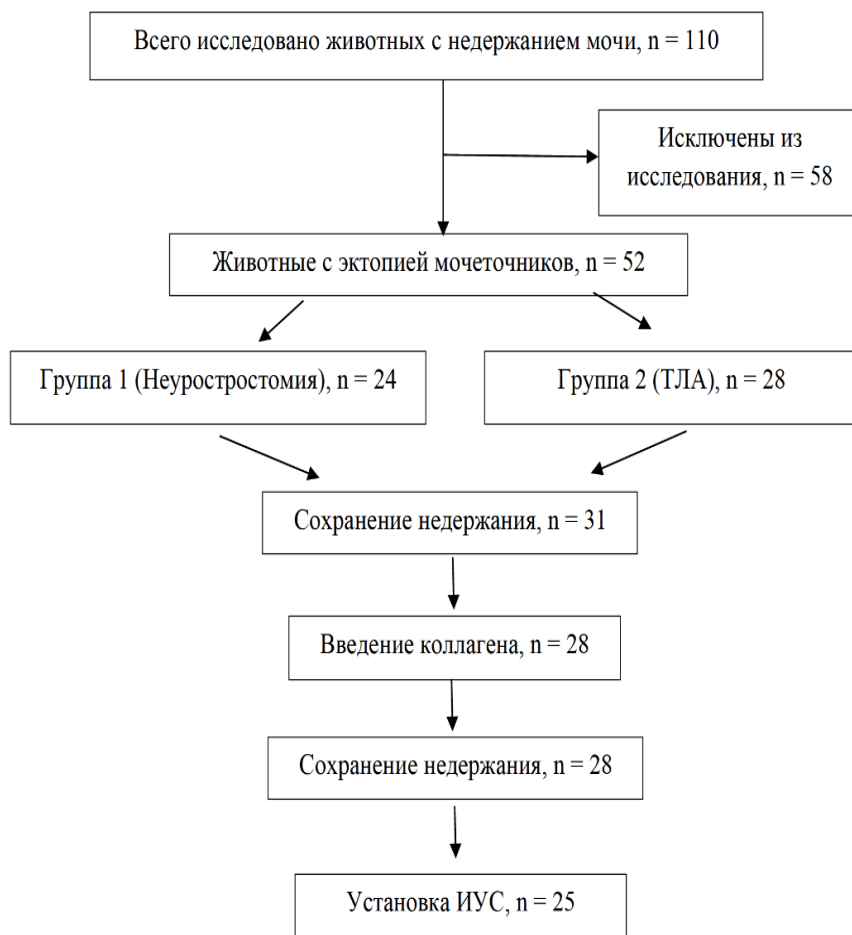 Всего исследовано животных с недержанием мочи, n = 110
Исключены из
исследования, n = 58
Животные с эктопией мочеточников, n = 52
Группа 1 (Неуростростомия), n = 24
Группа 2 (ТЛА), n = 28
Сохранение недержания, n = 31
Введение коллагена, n = 28
Сохранение недержания, n = 28
Установка ИУС, n = 25